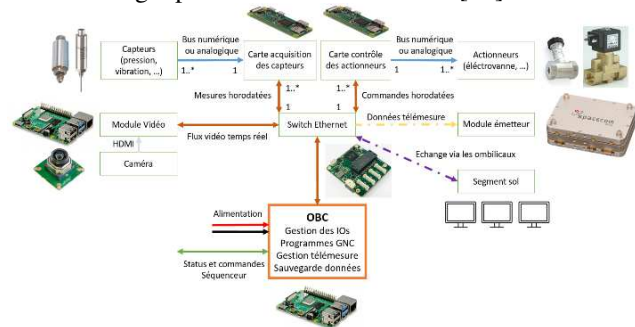 Capteurs
(pression,
vibration, ...)
Bus numérique
ou analogique
1..*
1
Carte acquisition
des capteurs
Carte contrôle
des actionneurs
Bus numérique
ou analogique
1
1..*
Actionneurs
(éléctrovanne, ...)
Mesures horodatées
1..*
1
1..*
1
Commandes horodatées
Module Vidéo
Flux vidéo temps réel
Switch Ethernet
Données télémesure
Module émetteur
HDMI
Caméra
Echange via les ombilicaux
Segment sol
Alimentation
OBC
Gestion des IOs
Programmes GNC
Gestion télémesure
Sauvegarde données
Status et commandes
Séquenceur